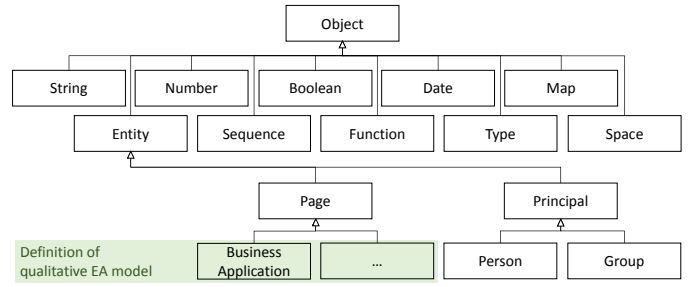 Object
String
Number
Boolean
Date
Map
Entity
Sequence
Function
Type
Space
Page
Principal
Definition of
qualitative EA model
Business
Application
...
Person
Group